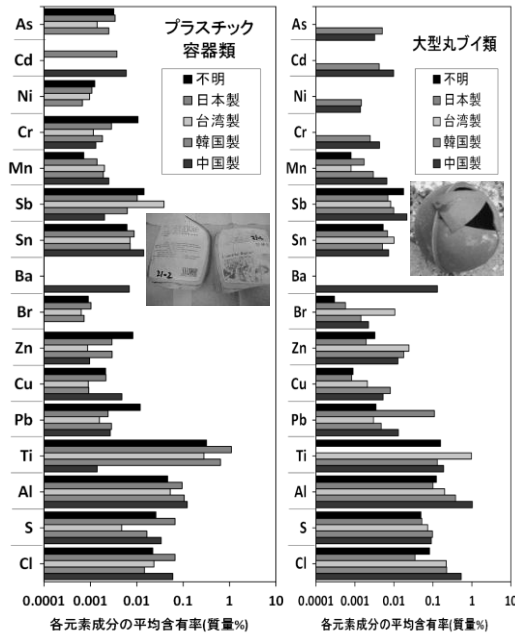 プラスチック
容器類
不明
日本製
台湾製
韓国製
中国製
As
Cd
Ni
Cr
Mn
Sb
Sn
Ba
Br
Zn
Cu
Pb
Ti
Al
S
Cl
0.0001 0.001 0.01 0.1 1 10
各元素成分の平均含有率(質量%)
大型丸ブイ類
不明
日本製
台湾製
韓国製
中国製
As
Cd
Ni
Cr
Mn
Sb
Sn
Ba
Br
Zn
Cu
Pb
Ti
Al
S
Cl
0.0001 0.001 0.01 0.1 1 10
各元素成分の平均含有率(質量%)